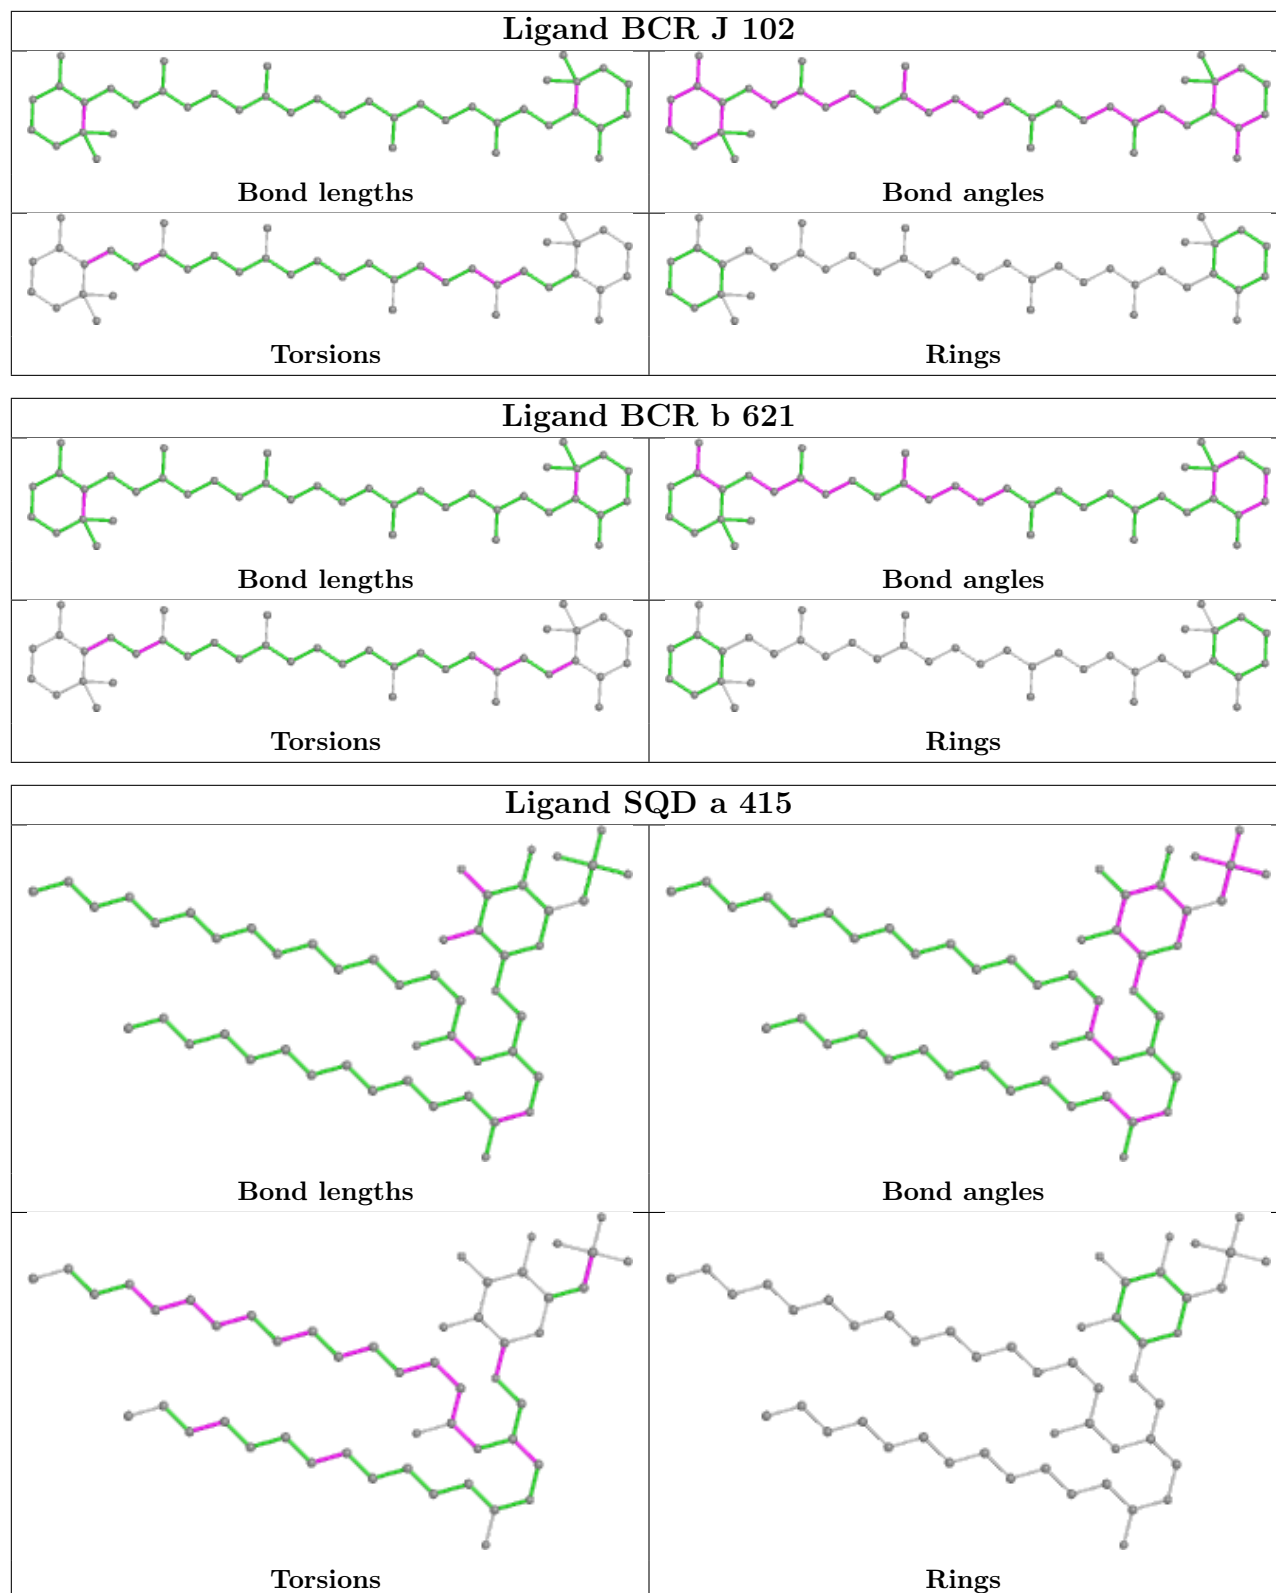 Ligand BCR J 102
Bond lengths
Bond angles
Torsions
Rings
Ligand BCR b 621
Bond lengths
Bond angles
Torsions
Rings
Ligand SQD a 415
Bond lengths
Bond angles
Torsions
Rings